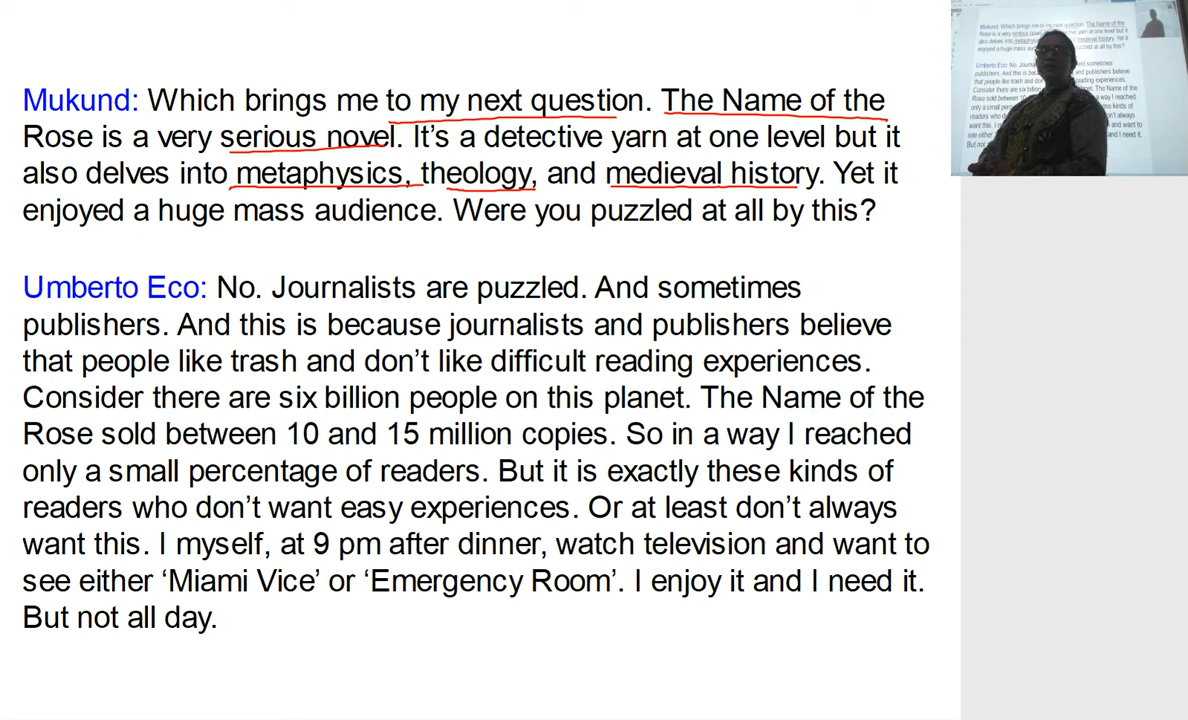 Mukund: Which brings me to my next question. The Name of the
Rose is a very serious novel. It's a detective yarn at one level but it
also delves into metaphysics, theology, and medieval history. Yet it
enjoyed a huge mass audience. Were you puzzled at all by this?
Umberto Eco: No. Journalists are puzzled. And sometimes
publishers. And this is because journalists and publishers believe
that people like trash and don't like difficult reading experiences.
Consider there are six billion people on this planet. The Name of the
Rose sold between 10 and 15 million copies. So in a way I reached
only a small percentage of readers. But it is exactly these kinds of
readers who don't want easy experiences. Or at least don't always
want this. I myself, at 9 pm after dinner, watch television and want to
see either ‘Miami Vice’ or ‘Emergency Room’. I enjoy it and I need it.
But not all day.